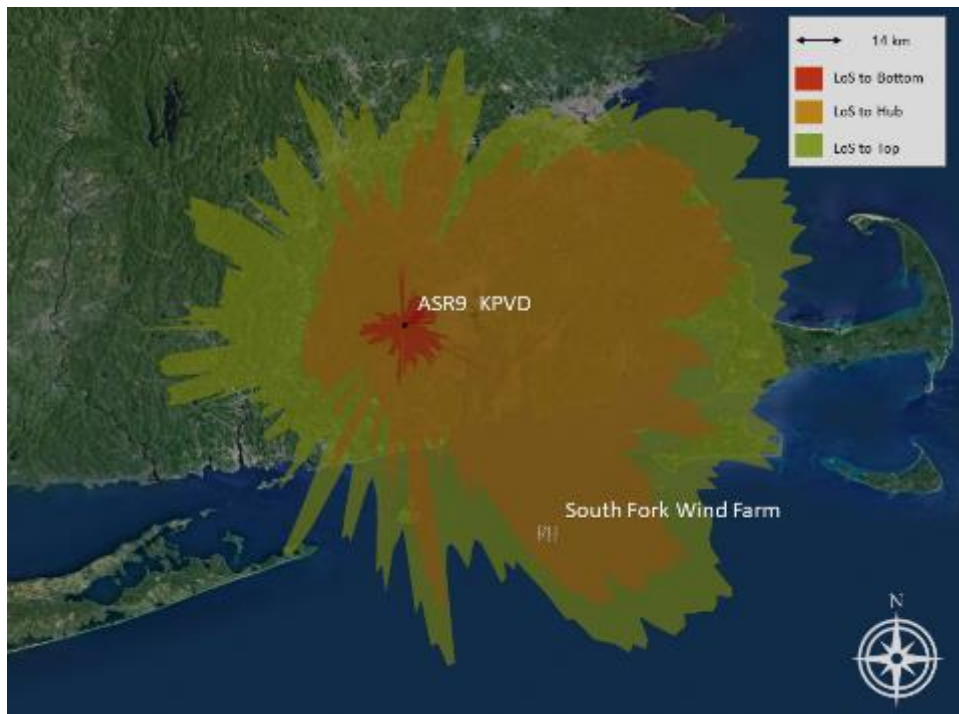 14 km
LoS to Bottom
LoS to Hub
LoS to Top
ASR9 KPVD
South Fork Wind Farm
N